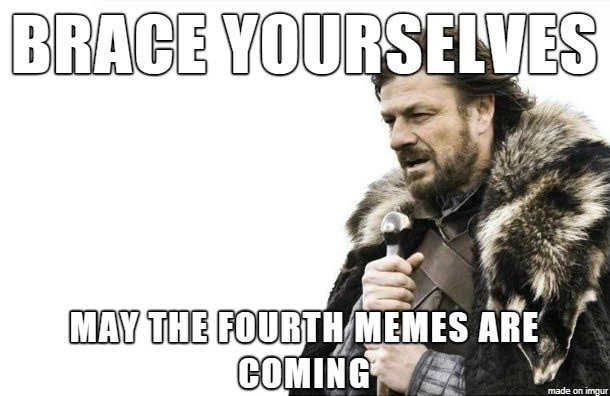 BRACE YOURSELVES
MAY THE FOURTH MEMES ARE
COMING
made on imgur